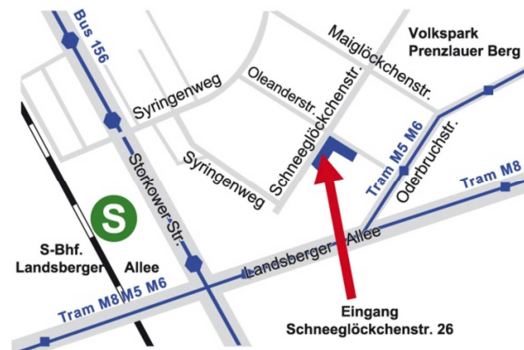 Bus 156
Volkspark
Prenzlauer Berg
Maiglöckchenstr.
Oleanderstr.
Schneeglöckchenstr.
Syringenweg
Syringenweg
Storkower Str.
Tram M5 M6
Oderbruchstr.
Tram M8
S
S-Bhf.
Landsberger Allee
Landsberger Allee
Tram M8 M5 M6
Eingang
Schneeglöckchenstr. 26